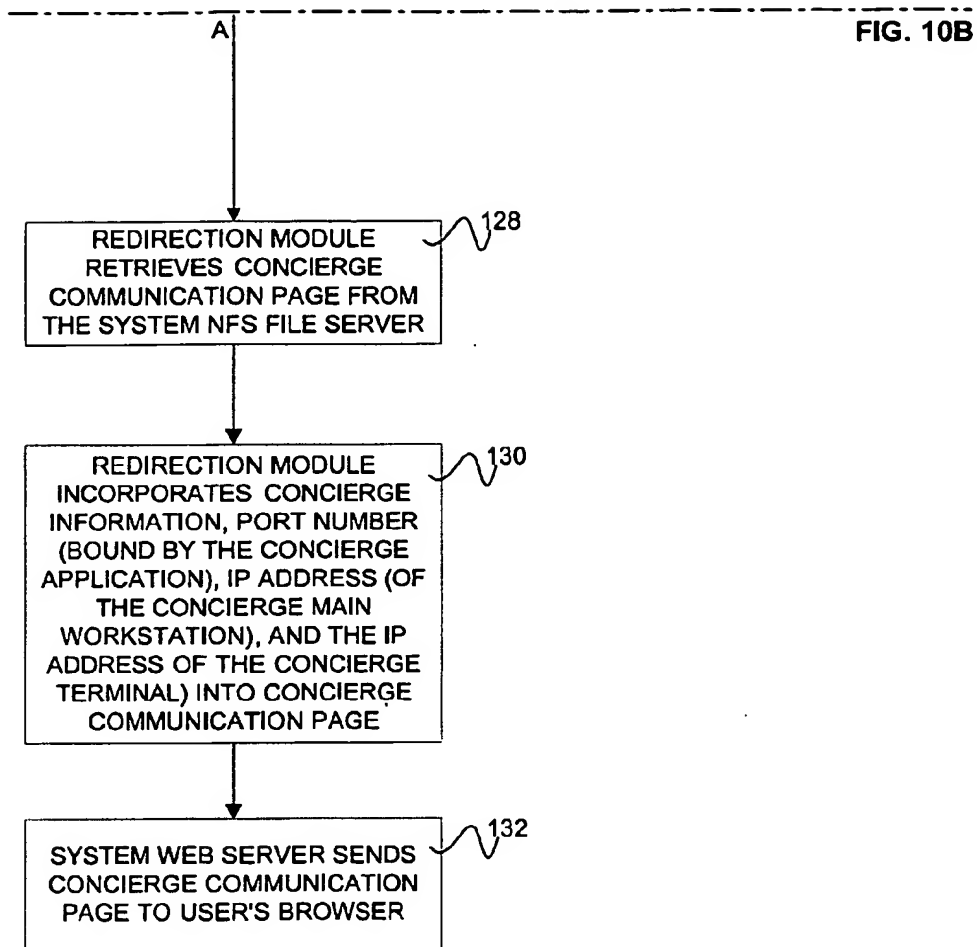 A
FIG. 10B
128
REDIRECTION MODULE
RETRIEVES CONCIERGE
COMMUNICATION PAGE FROM
THE SYSTEM NFS FILE SERVER
130
REDIRECTION MODULE
INCORPORATES CONCIERGE
INFORMATION, PORT NUMBER
(BOUND BY THE CONCIERGE
APPLICATION), IP ADDRESS (OF
THE CONCIERGE MAIN
WORKSTATION), AND THE IP
ADDRESS OF THE CONCIERGE
TERMINAL) INTO CONCIERGE
COMMUNICATION PAGE
132
SYSTEM WEB SERVER SENDS
CONCIERGE COMMUNICATION
PAGE TO USER'S BROWSER